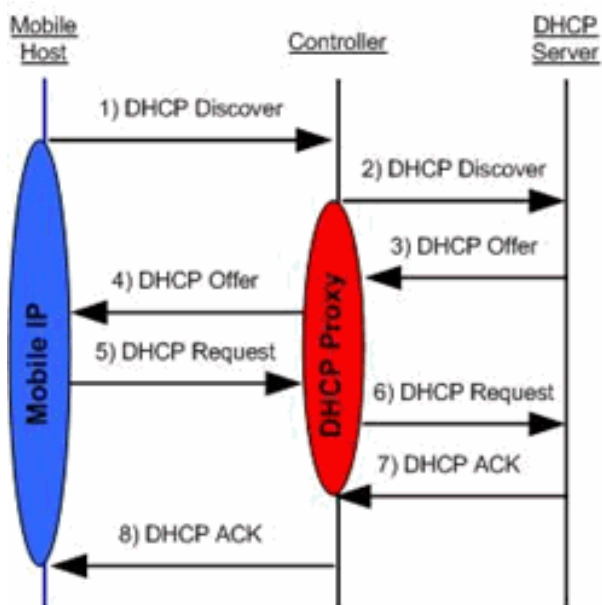 Mobile
Host
Controller
DHCP
Server
1) DHCP Discover
2) DHCP Discover
3) DHCP Offer
4) DHCP Offer
5) DHCP Request
6) DHCP Request
7) DHCP ACK
8) DHCP ACK
Mobile IP
DHCP Proxy